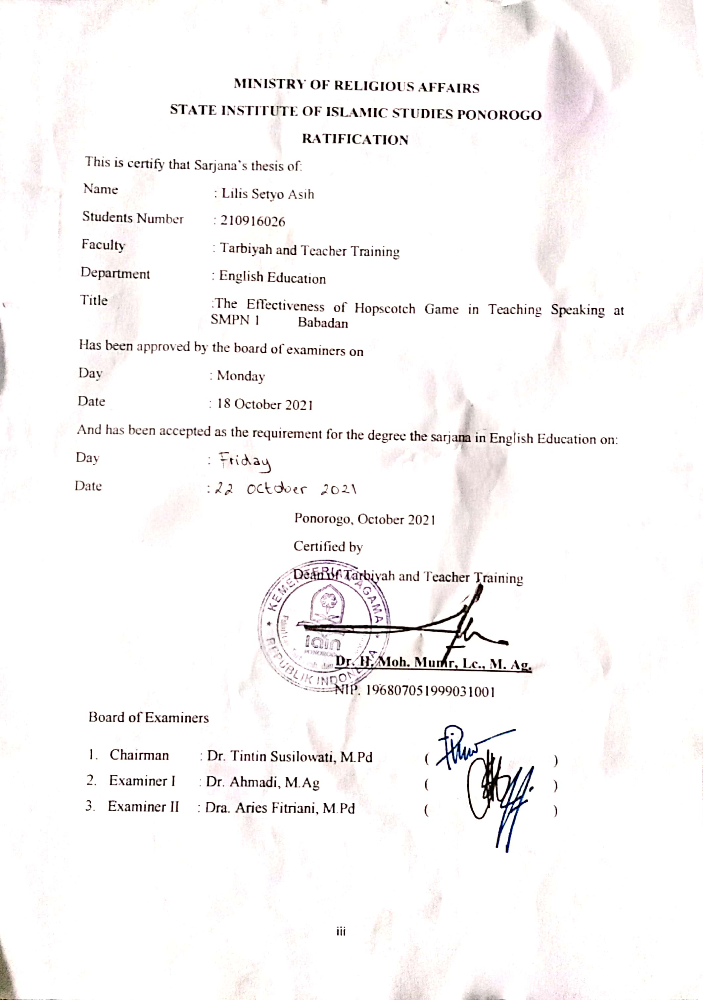 MINISTRY OF RELIGIOUS AFFAIRS
STATE INSTITUTE OF ISLAMIC STUDIES PONOROGO
RATIFICATION
This is certify that Sarjana`s thesis of:
Name : Lilis Setyo Asih
Students Number : 210916026
Faculty : Tarbiyah and Teacher Training
Department : English Education
Title :The Effectiveness of Hopscotch Game in Teaching Speaking at
SMPN 1 Babadan
Has been approved by the board of examiners on
Day : Monday
Date : 18 October 2021
And has been accepted as the requirement for the degree the sarjana in English Education on:
Day : Friday
Date : 22 October 2021
Ponorogo, October 2021
Certified by
Dean of Tarbiyah and Teacher Training
KEMENTERIAN AGAMA
REPUBLIK INDONESIA
iain
PONOROGO
Dr. H. Moh. Munir, Lc., M. Ag.
NIP. 196807051999031001
Board of Examiners
1. Chairman : Dr. Tintin Susilowati, M.Pd ( )
2. Examiner I : Dr. Ahmadi, M.Ag ( )
3. Examiner II : Dra. Aries Fitriani, M.Pd ( )
iii